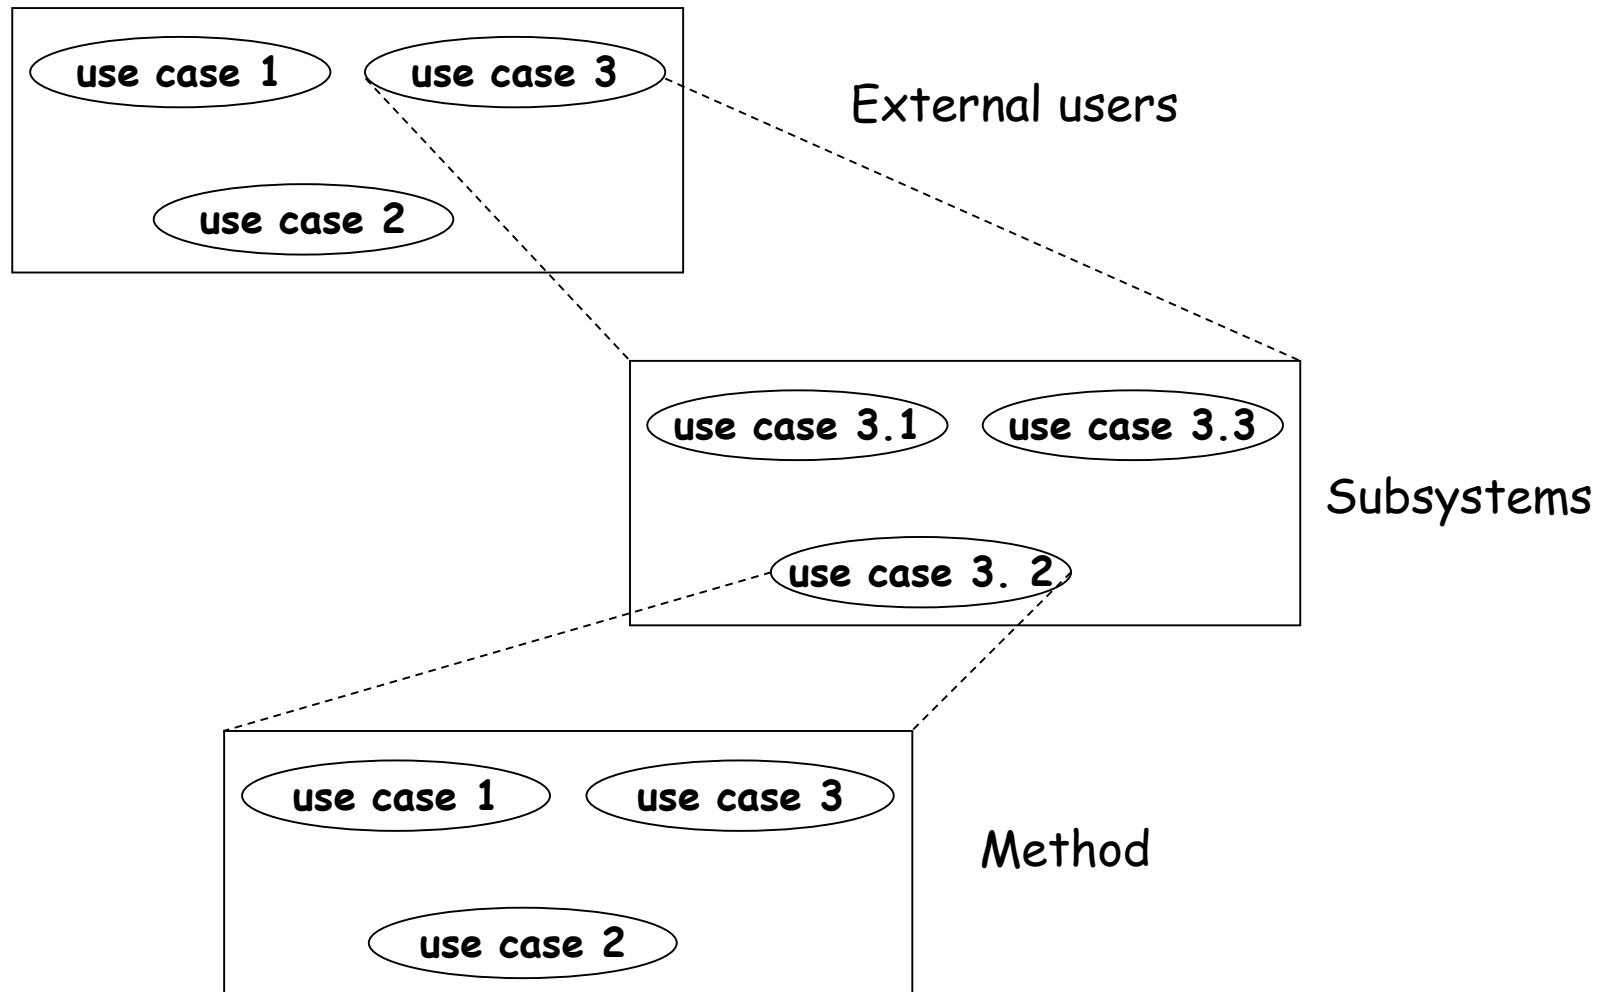 use case 1
use case 3
External users
use case 2
use case 3.1
use case 3.3
Subsystems
use case 3. 2
use case 1
use case 3
Method
use case 2